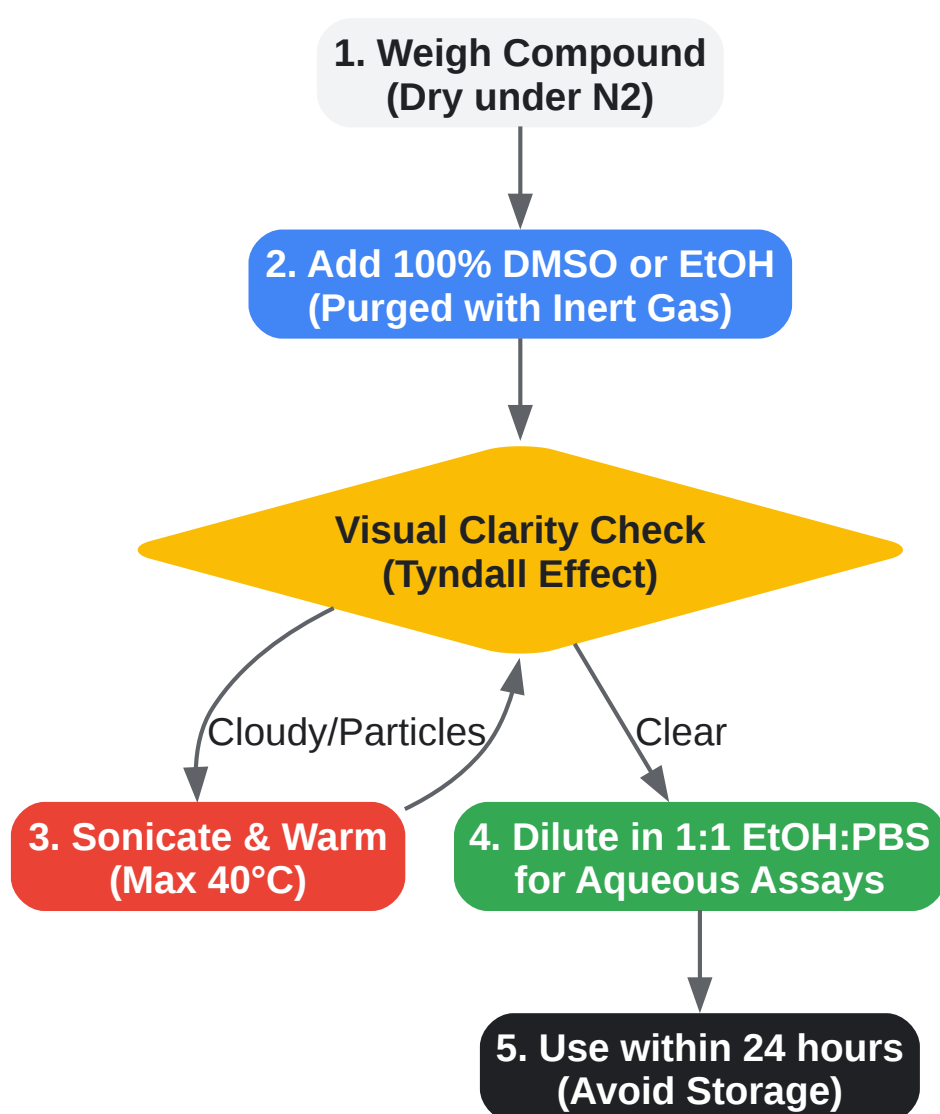 1. Weigh Compound
(Dry under N2)
2. Add 100% DMSO or EtOH
(Purged with Inert Gas)
Visual Clarity Check
(Tyndall Effect)
Cloudy/Particles
Clear
3. Sonicate & Warm
(Max 40°C)
4. Dilute in 1:1 EtOH:PBS
for Aqueous Assays
5. Use within 24 hours
(Avoid Storage)